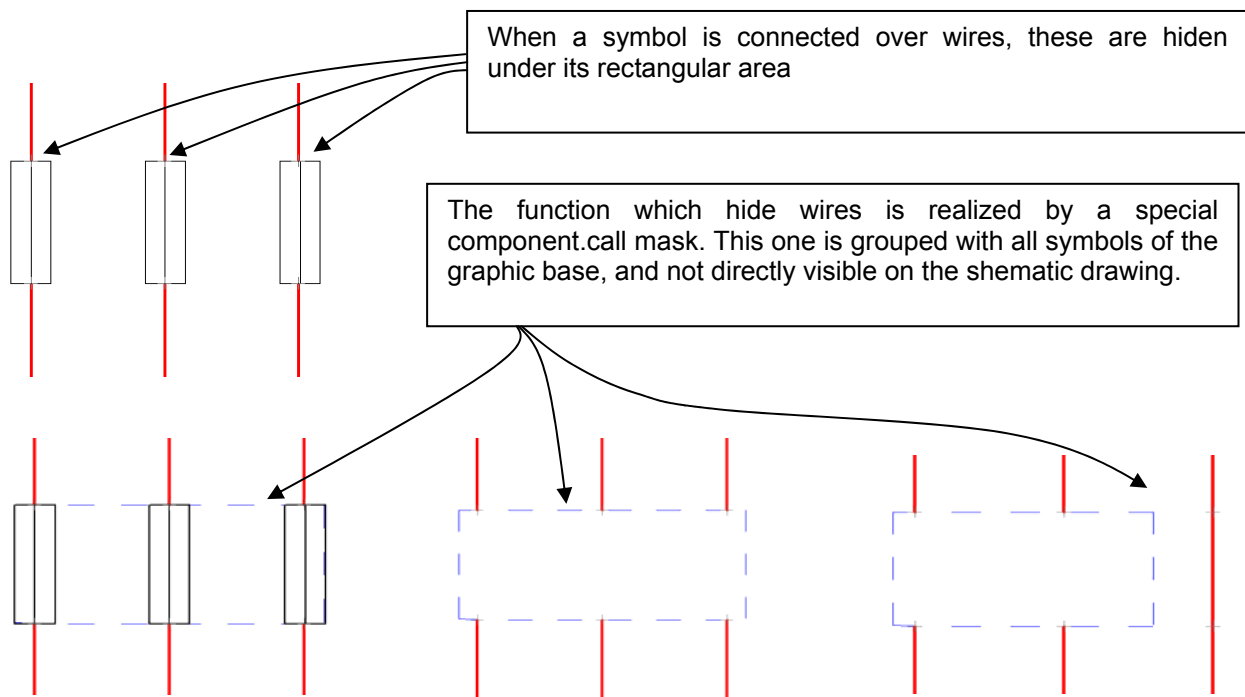 When a symbol is connected over wires, these are hiden
under its rectangular area
The function which hide wires is realized by a special
component.call mask. This one is grouped with all symbols of the
graphic base, and not directly visible on the shematic drawing.